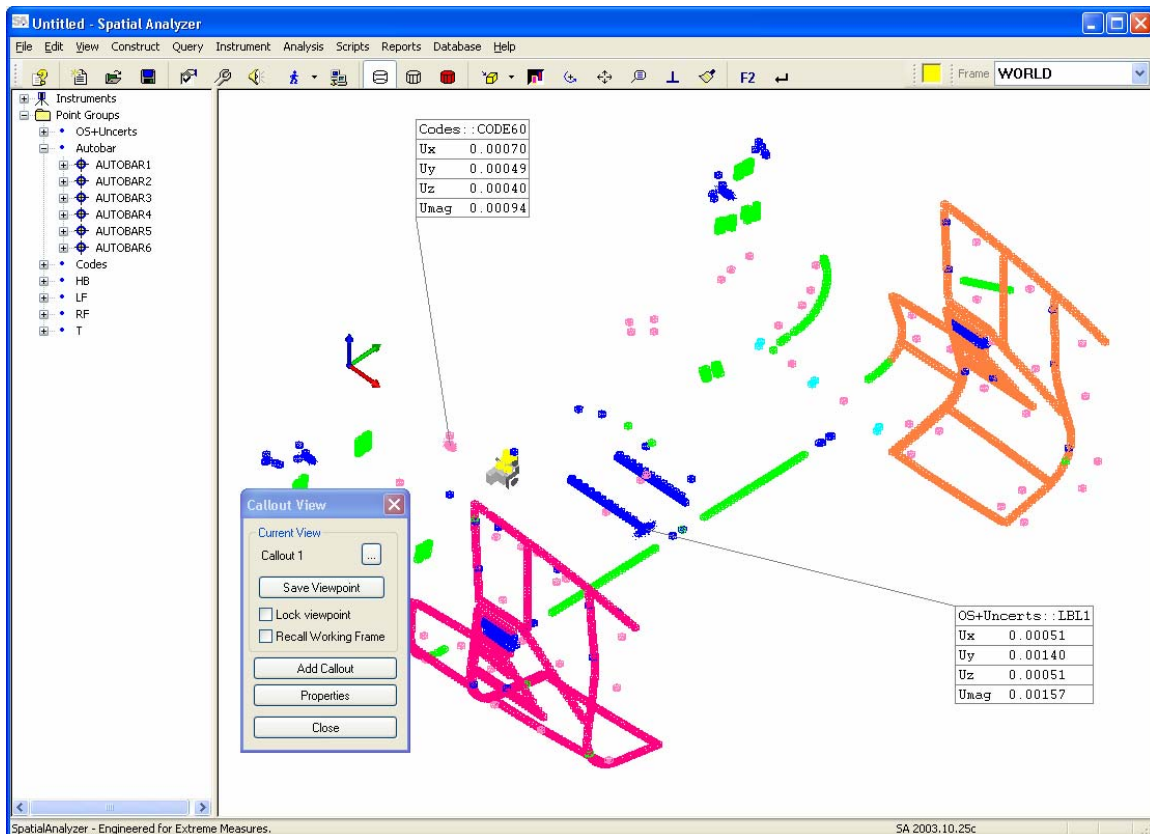 Untitled - Spatial Analyzer
File Edit View Construct Query Instrument Analysis Scripts Reports Database Help
F2 Frame WORLD
Instruments
Point Groups
OS+Uncerts
Autobar
AUTOBAR1
AUTOBAR2
AUTOBAR3
AUTOBAR4
AUTOBAR5
AUTOBAR6
Codes
HB
LF
RF
T
Codes::CODE60
Ux 0.00070
Uy 0.00049
Uz 0.00040
Umag 0.00094
Callout View
Current View
Callout 1 ...
Save Viewpoint
Lock viewpoint
Recall Working Frame
Add Callout
Properties
Close
OS+Uncerts::LBL1
Ux 0.00051
Uy 0.00140
Uz 0.00051
Umag 0.00157
SpatialAnalyzer - Engineered for Extreme Measures. SA 2003.10.25c